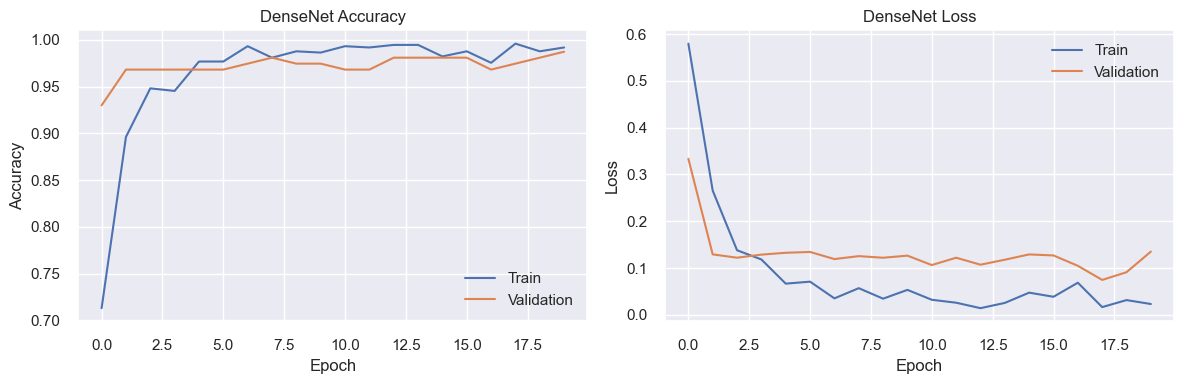 DenseNet Accuracy
1.00
0.95
0.90
0.85
0.80
0.75
0.70
Accuracy
Train
Validation
0.0 2.5 5.0 7.5 10.0 12.5 15.0 17.5
Epoch
DenseNet Loss
0.6
0.5
0.4
0.3
0.2
0.1
0.0
Loss
Train
Validation
0.0 2.5 5.0 7.5 10.0 12.5 15.0 17.5
Epoch